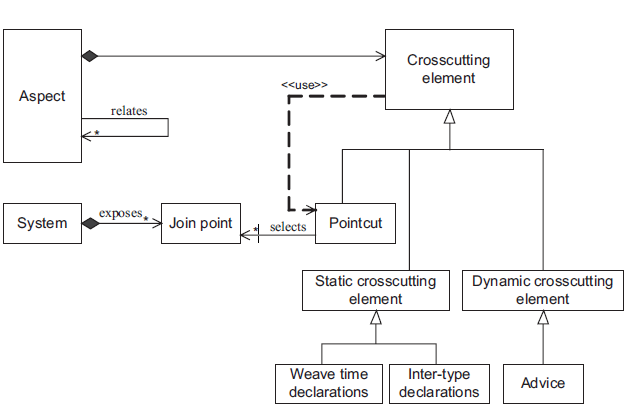 Crosscutting
element
<<use>>
Aspect
relates
*
System
exposes
*
Join point
*
selects
Pointcut
Static crosscutting
element
Dynamic crosscutting
element
Weave time
declarations
Inter-type
declarations
Advice